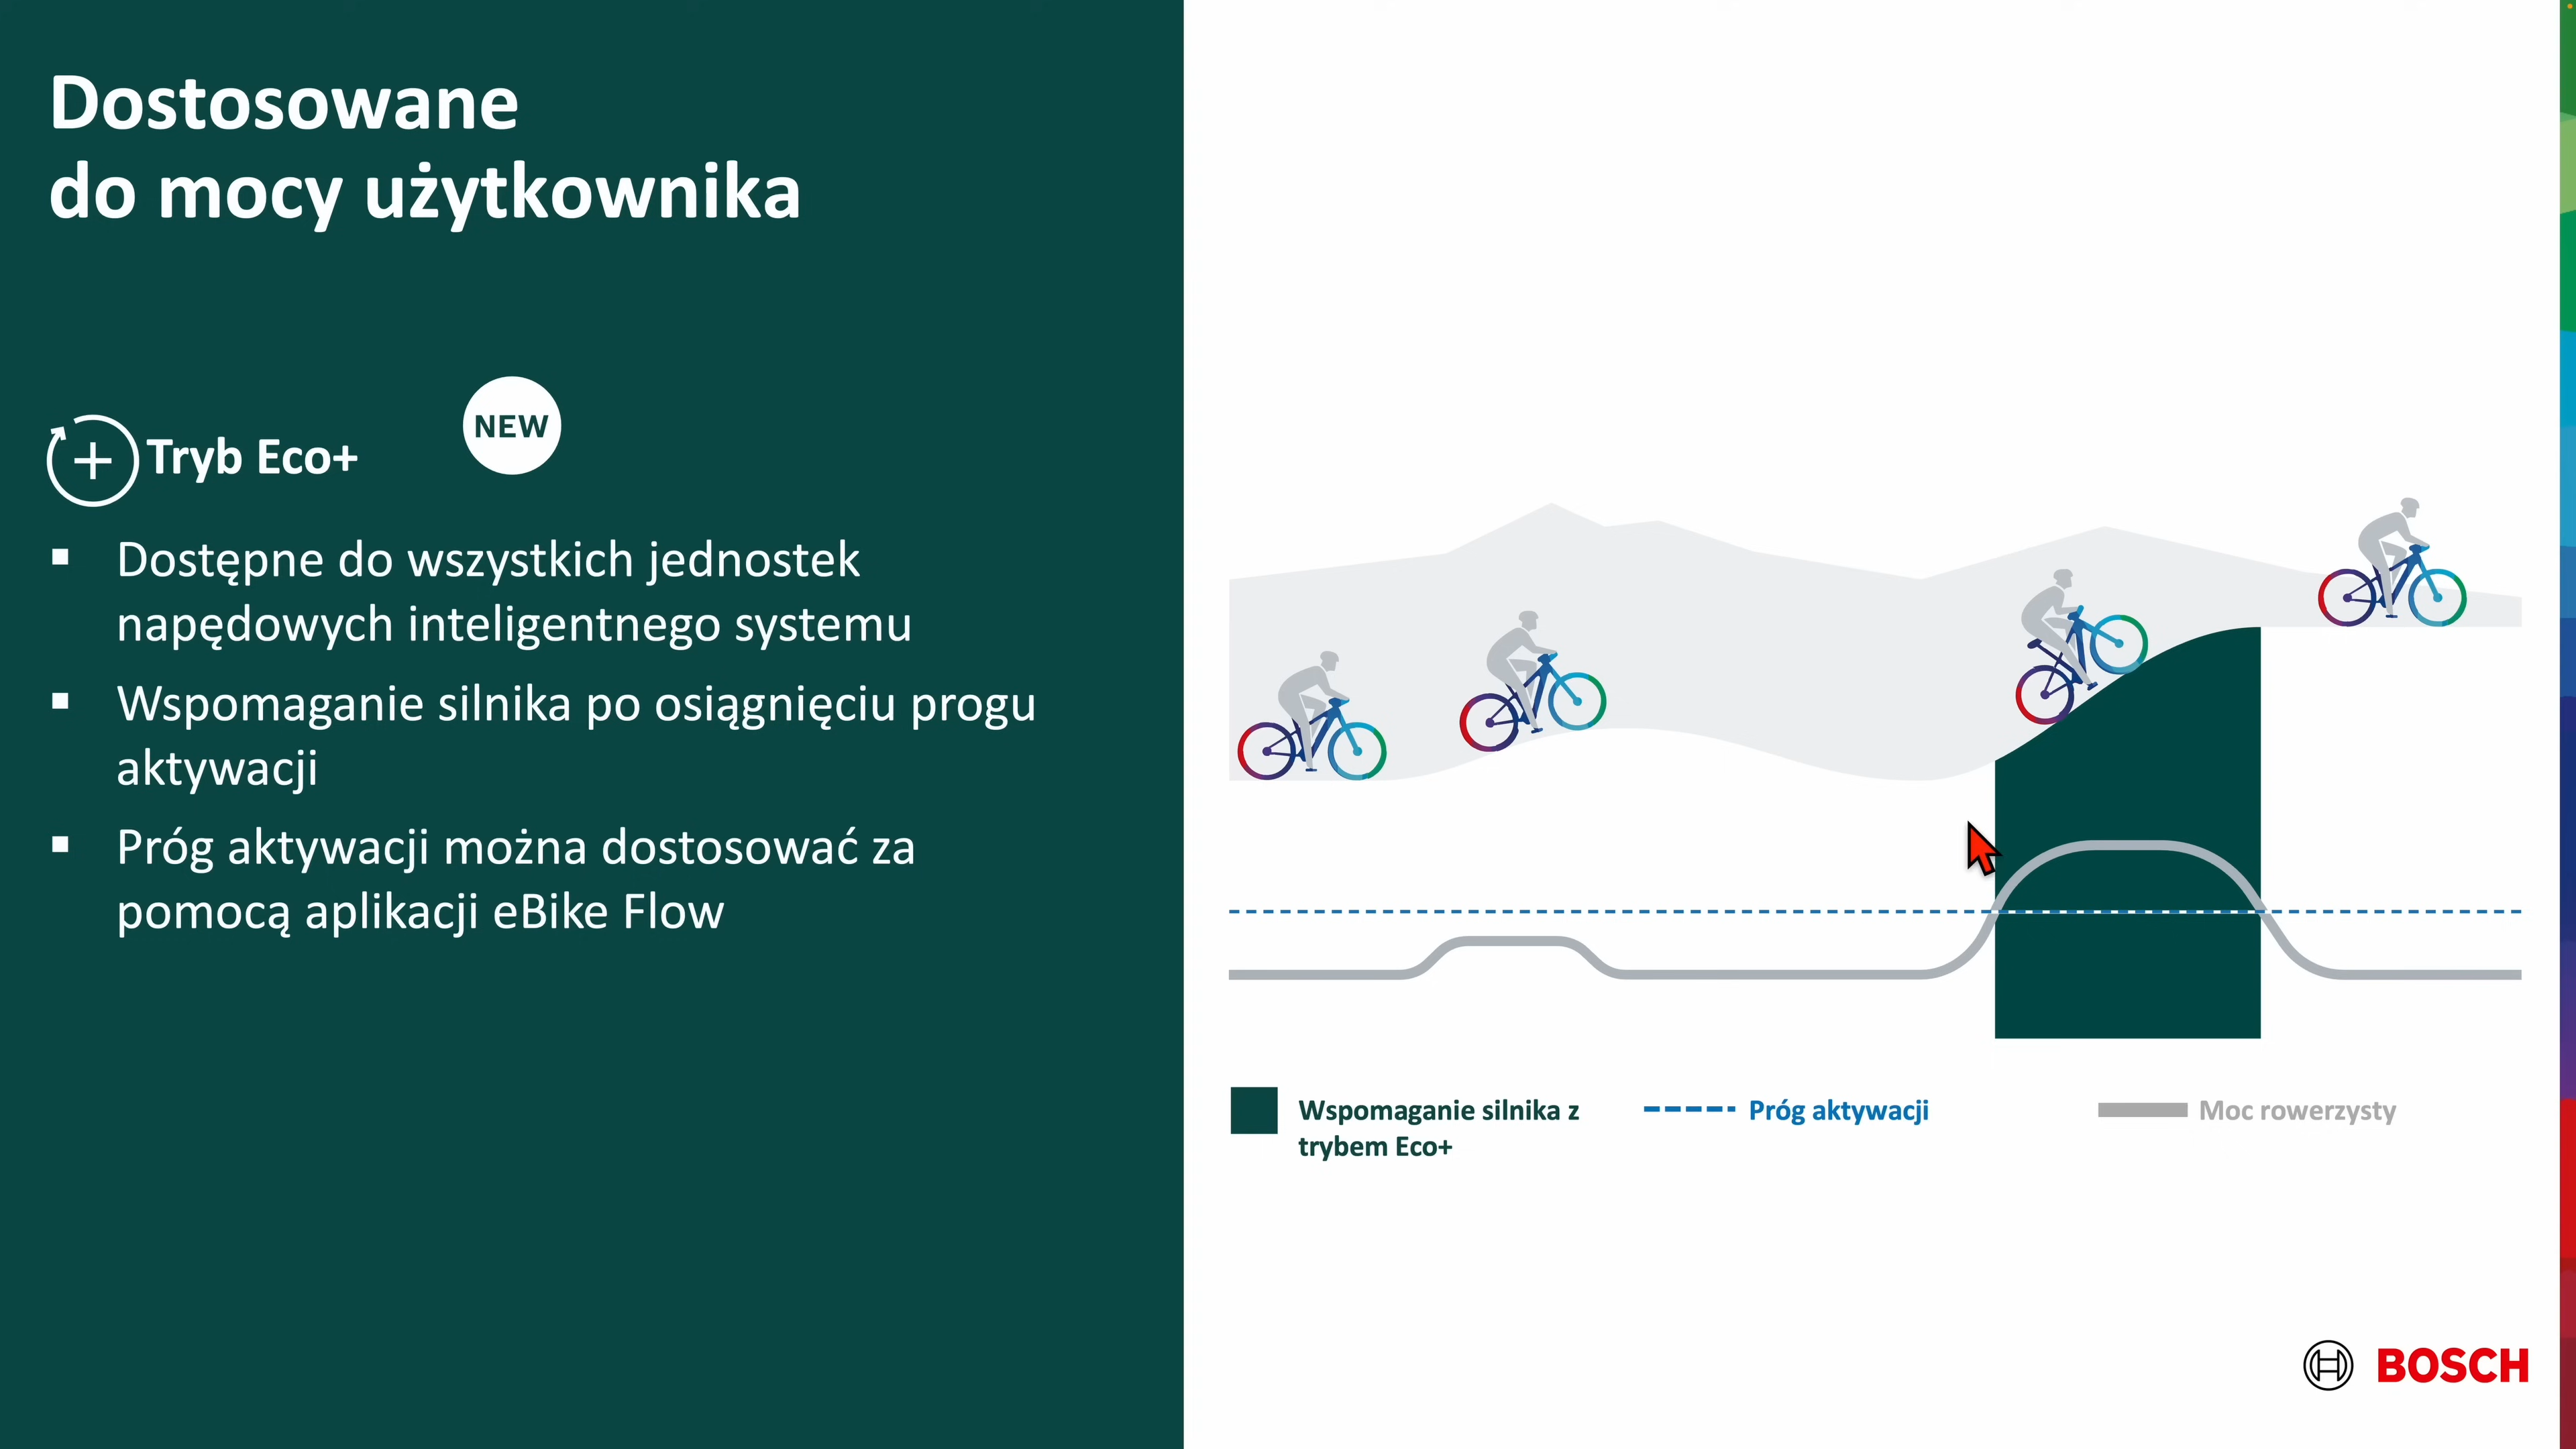 Dostosowane
do mocy użytkownika
NEW
Tryb Eco+
▪ Dostępne do wszystkich jednostek
napędowych inteligentnego systemu
▪ Wspomaganie silnika po osiągnięciu progu
aktywacji
▪ Próg aktywacji można dostosować za
pomocą aplikacji eBike Flow
Wspomaganie silnika z
trybem Eco+
Próg aktywacji
Moc rowerzysty
BOSCH